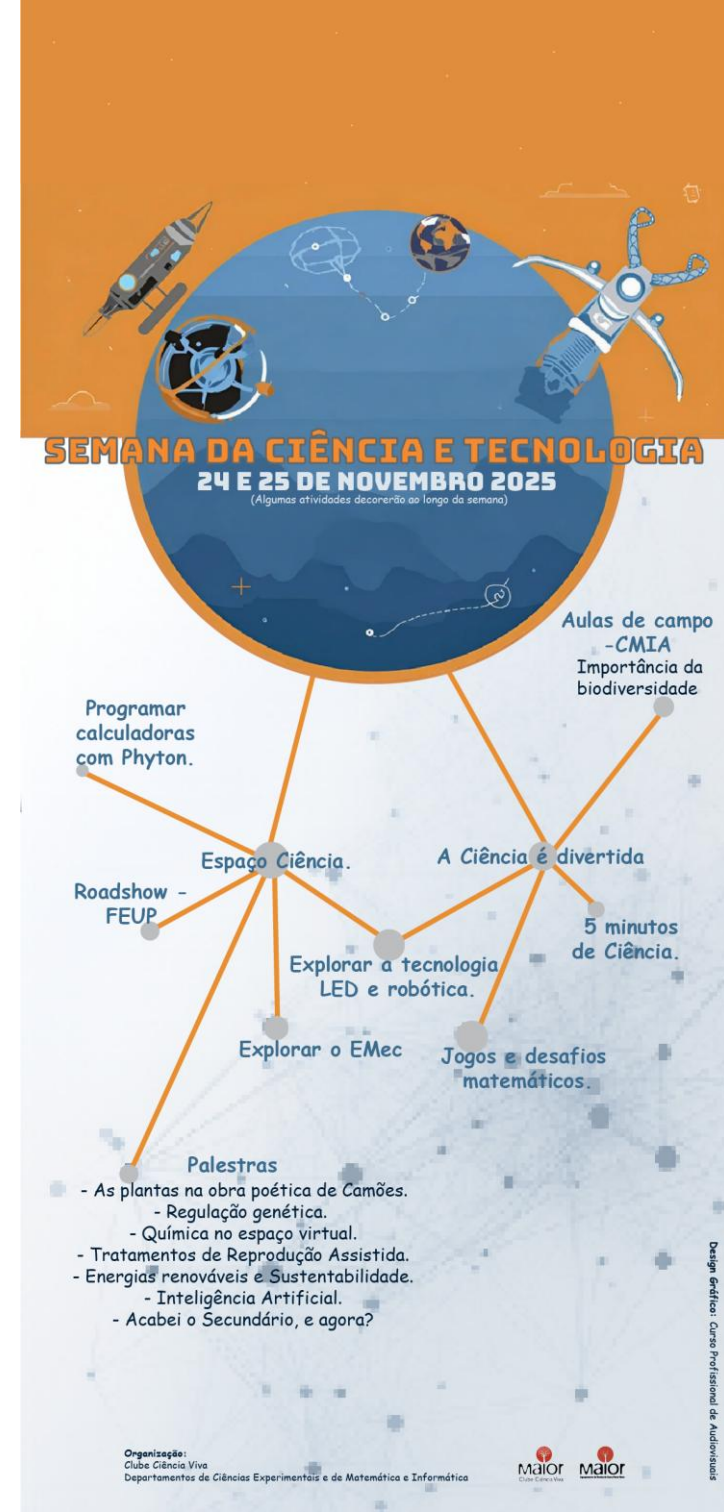 SEMANA DA CIÊNCIA E TECNOLOGIA
24 E 25 DE NOVEMBRO 2025
(Algumas atividades decorerão ao longo da semana)
Aulas de campo
-CMIA
Importância da
biodiversidade
Programar
calculadoras
com Phyton.
Espaço Ciência.
A Ciência é divertida
Roadshow -
FEUP
5 minutos
de Ciência.
Explorar a tecnologia
LED e robótica.
Explorar o EMec
Jogos e desafios
matemáticos.
Palestras
- As plantas na obra poética de Camões.
- Regulação genética.
- Química no espaço virtual.
- Tratamentos de Reprodução Assistida.
- Energias renováveis e Sustentabilidade.
- Inteligência Artificial.
- Acabei o Secundário, e agora?
Design Gráfico: Curso Profissional de Audiovisuais
Organização:
Clube Ciência Viva
Departamentos de Ciências Experimentais e de Matemática e Informática
MAIOR
Clube Ciência Viva
MAIOR